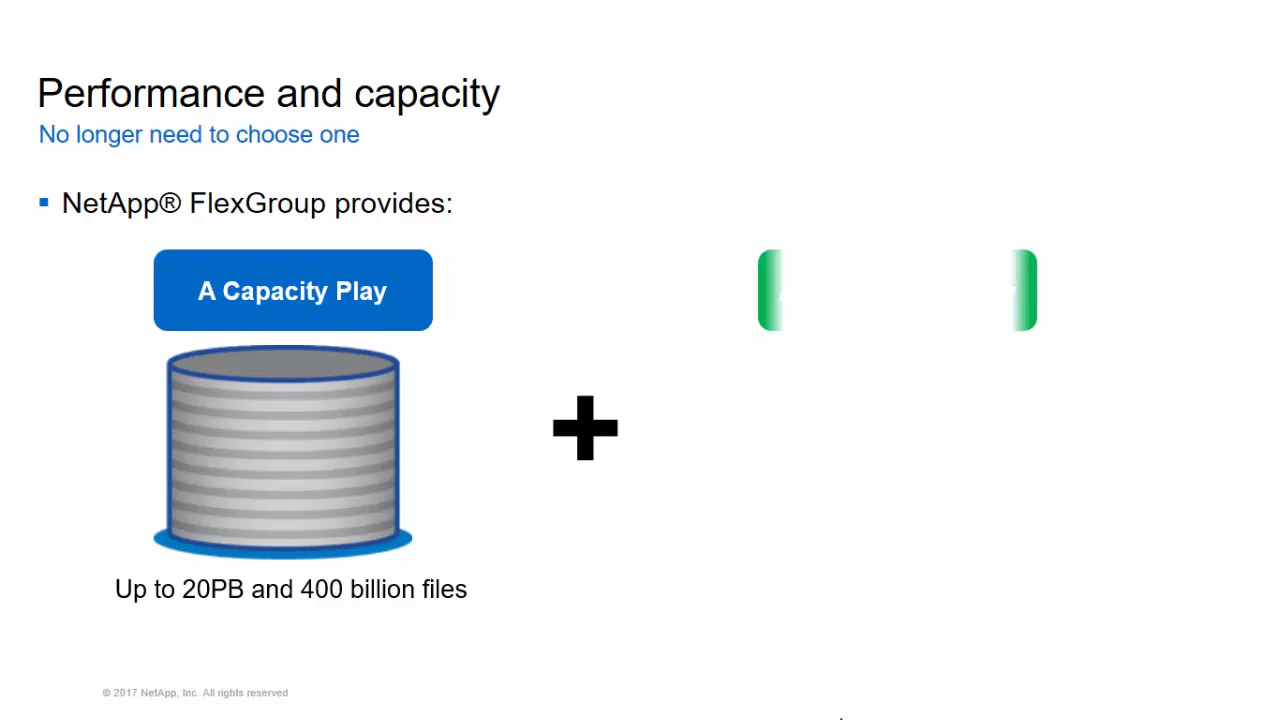 Performance and capacity
No longer need to choose one
NetApp® FlexGroup provides:
A Capacity Play
Up to 20PB and 400 billion files
© 2017 NetApp, Inc. All rights reserved.